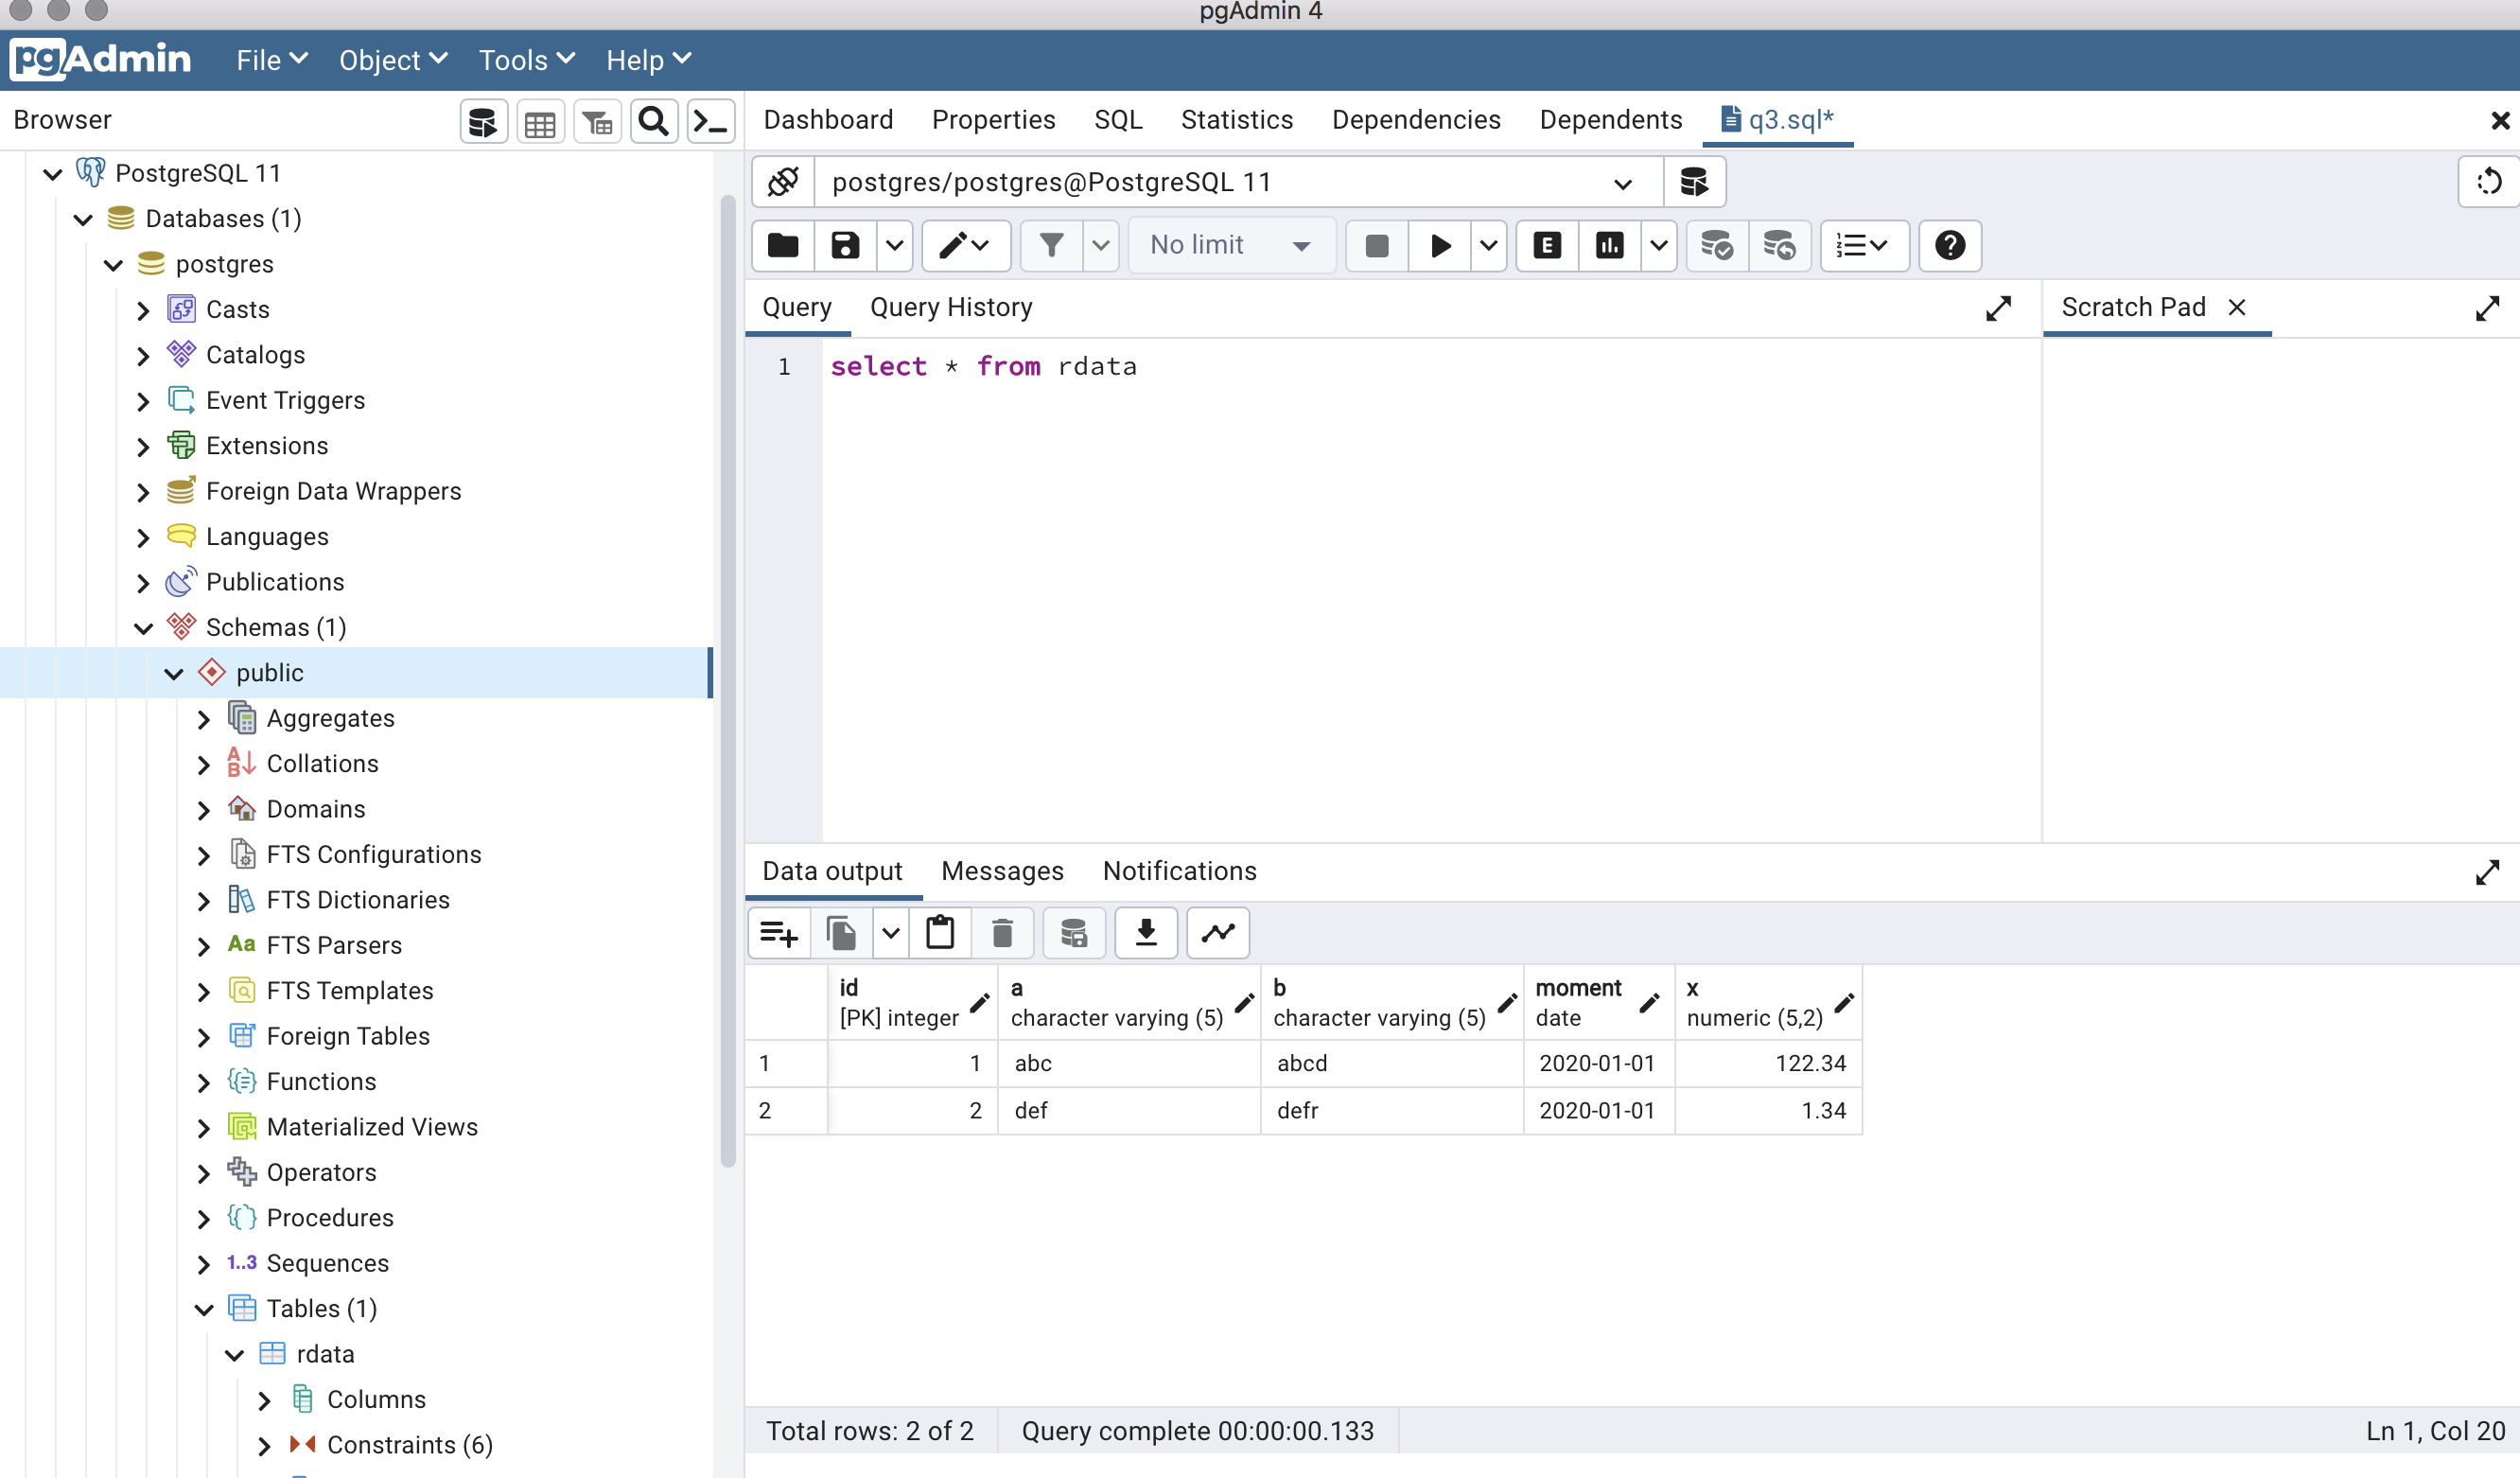 pgAdmin 4
pgAdmin File Object Tools Help
Browser
PostgreSQL 11
Databases (1)
postgres
Casts
Catalogs
Event Triggers
Extensions
Foreign Data Wrappers
Languages
Publications
Schemas (1)
public
Aggregates
Collations
Domains
FTS Configurations
FTS Dictionaries
Aa FTS Parsers
FTS Templates
Foreign Tables
Functions
Materialized Views
Operators
Procedures
1..3 Sequences
Tables (1)
rdata
Columns
Constraints (6)
Dashboard Properties SQL Statistics Dependencies Dependents q3.sql*
postgres/postgres@PostgreSQL 11
No limit E
Query Query History
Scratch Pad
1 select * from rdata
Data output Messages Notifications
id a b moment x
[PK] integer character varying (5) character varying (5) date numeric (5,2)
1 1 abc abcd 2020-01-01 122.34
2 2 def defr 2020-01-01 1.34
Total rows: 2 of 2 Query complete 00:00:00.133 Ln 1, Col 20